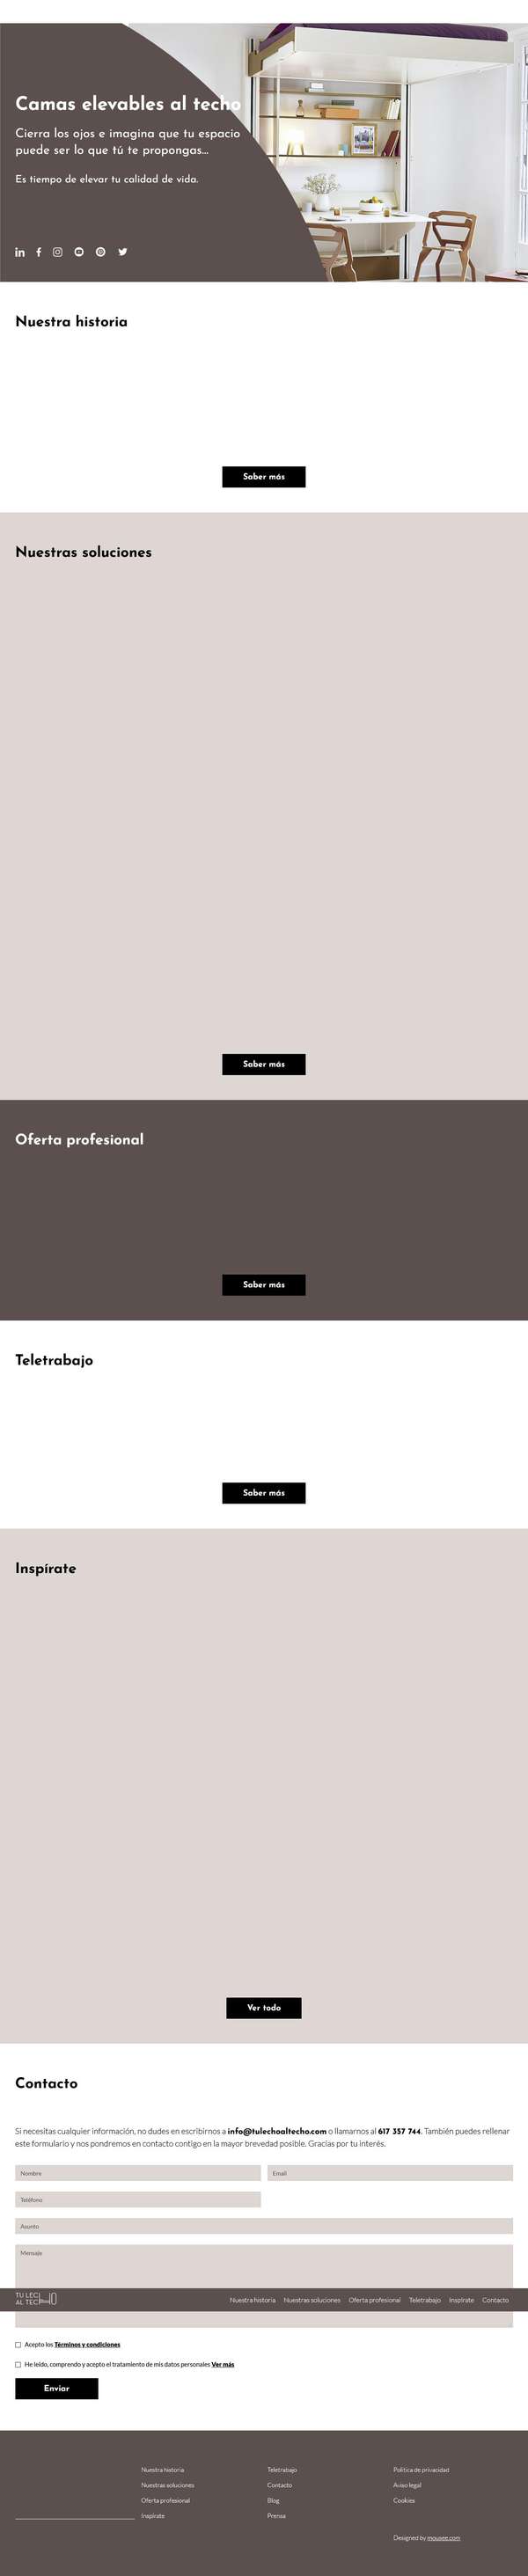 Camas elevables al techo
Cierra los ojos e imagina que tu espacio
puede ser lo que tú te propongas...
Es tiempo de elevar tu calidad de vida.
Nuestra historia
Saber más
Nuestras soluciones
Saber más
Oferta profesional
Saber más
Teletrabajo
Saber más
Inspírate
Ver todo
Contacto
Si necesitas cualquier información, no dudes en escribirnos a info@tulechoaltecho.com o llamarnos al 617 357 744. También puedes rellenar
este formulario y nos pondremos en contacto contigo en la mayor brevedad posible. Gracias por tu interés.
Nombre
Email
Teléfono
Asunto
Mensaje
Nuestra historia Nuestras soluciones Oferta profesional Teletrabajo Inspírate Contacto
Acepto los Términos y condiciones
He leído, comprendo y acepto el tratamiento de mis datos personales Ver más
Enviar
Nuestra historia
Nuestras soluciones
Oferta profesional
Inspírate
Teletrabajo
Contacto
Blog
Prensa
Política de privacidad
Aviso legal
Cookies
Designed by mouxee.com